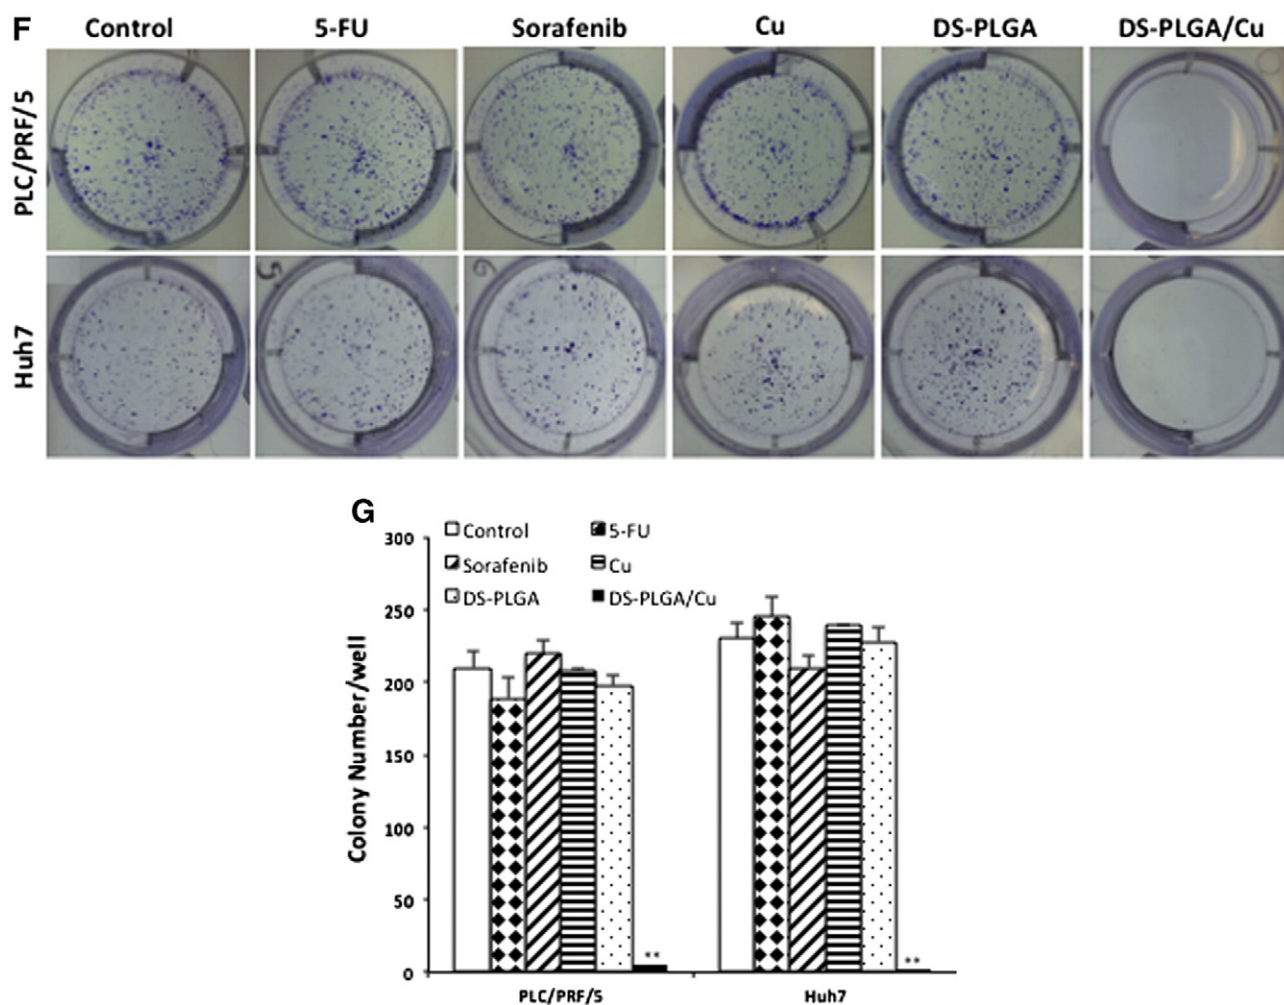 F
Control 5-FU Sorafenib Cu DS-PLGA DS-PLGA/Cu
PLC/PRF/5
Huh7
G
Control 5-FU
Sorafenib Cu
DS-PLGA DS-PLGA/Cu
Colony Number/well
300
250
200
150
100
50
0
**
**
PLC/PRF/5 Huh7